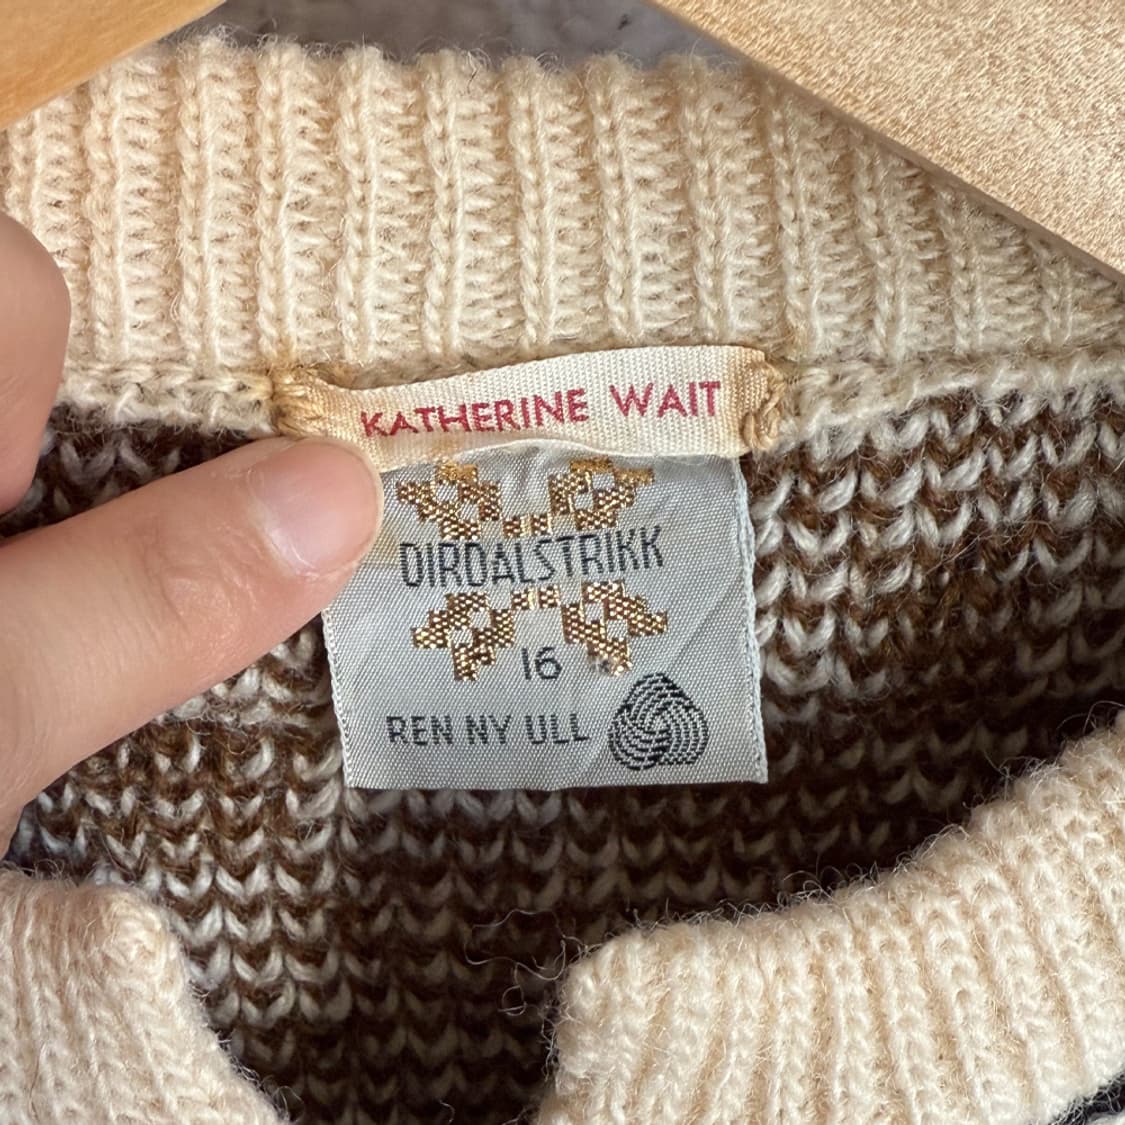 KATHERINE WAIT
DIRDALSTRIKK
16
REN NY ULL